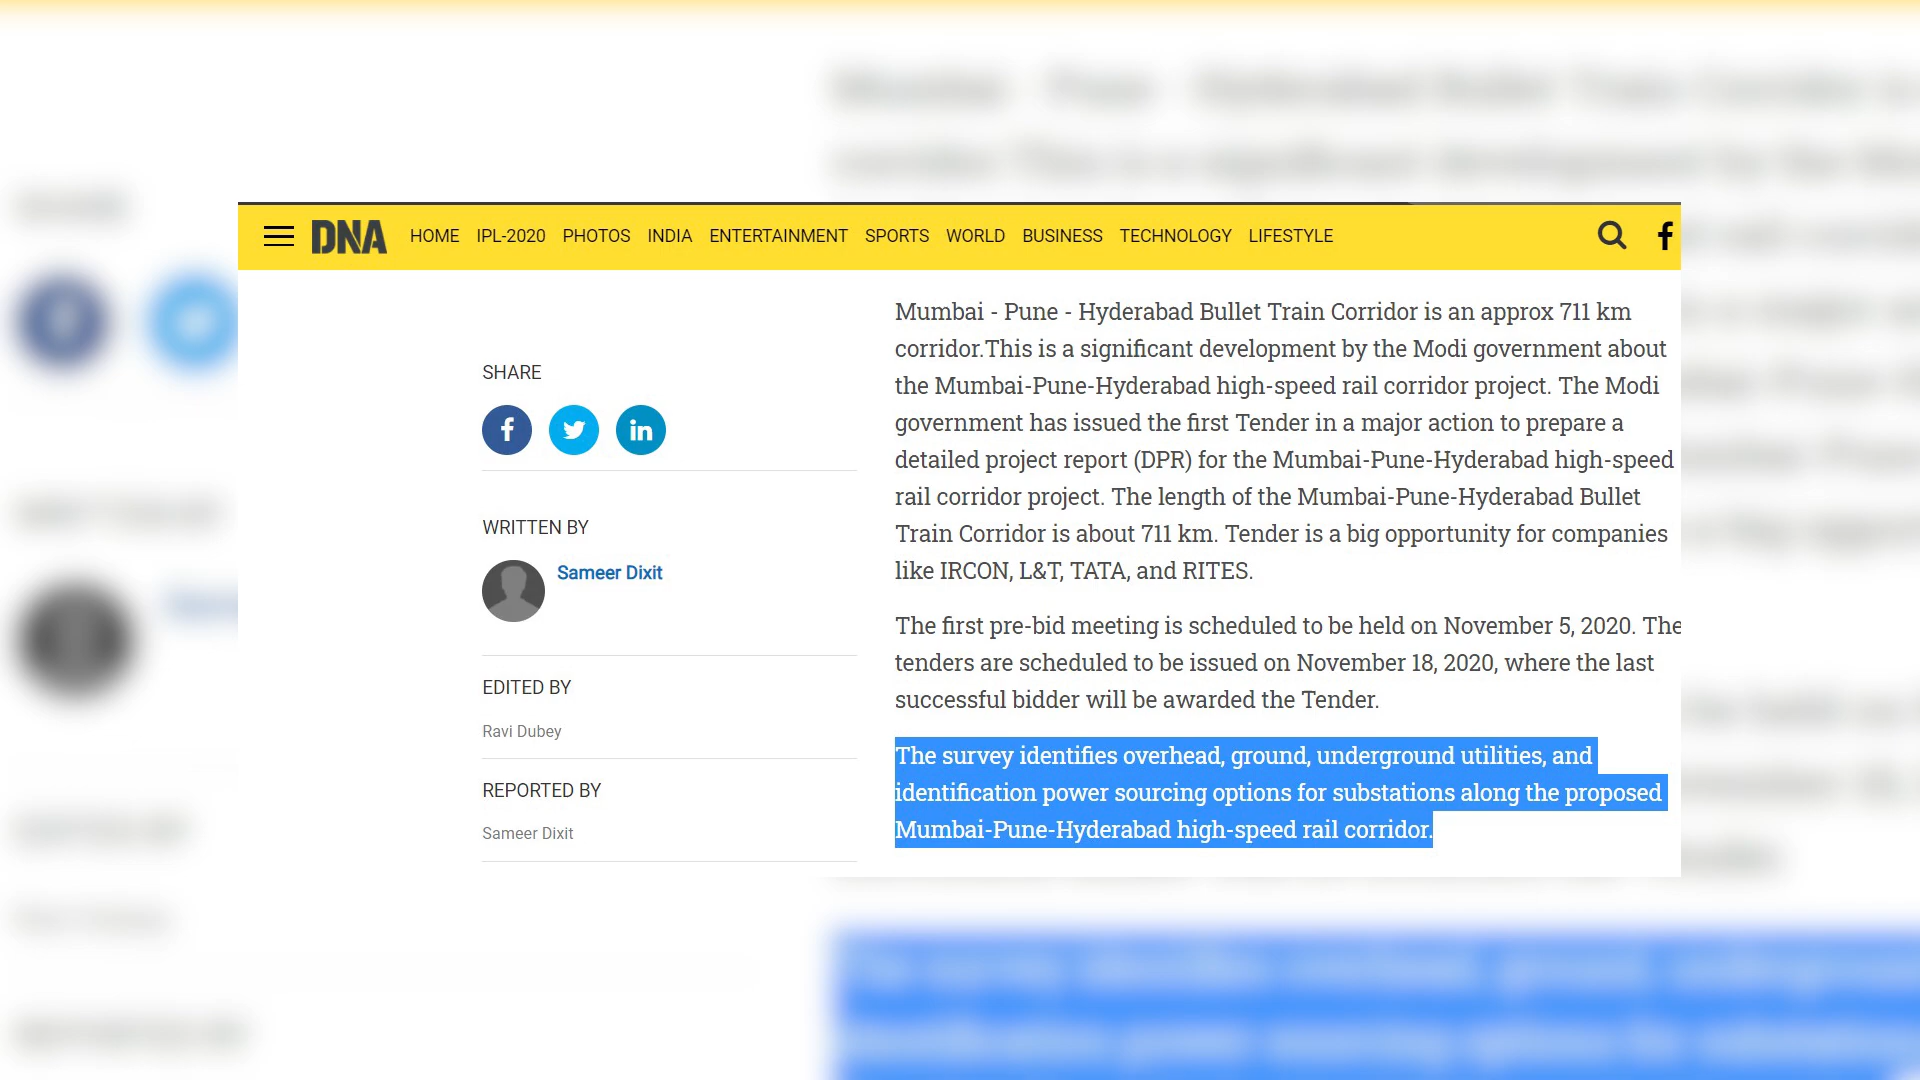 DNA HOME IPL-2020 PHOTOS INDIA ENTERTAINMENT SPORTS WORLD BUSINESS TECHNOLOGY LIFESTYLE
SHARE
WRITTEN BY
Sameer Dixit
EDITED BY
Ravi Dubey
REPORTED BY
Sameer Dixit
Mumbai - Pune - Hyderabad Bullet Train Corridor is an approx 711 km
corridor.This is a significant development by the Modi government about
the Mumbai-Pune-Hyderabad high-speed rail corridor project. The Modi
government has issued the first Tender in a major action to prepare a
detailed project report (DPR) for the Mumbai-Pune-Hyderabad high-speed
rail corridor project. The length of the Mumbai-Pune-Hyderabad Bullet
Train Corridor is about 711 km. Tender is a big opportunity for companies
like IRCON, L&T, TATA, and RITES.
The first pre-bid meeting is scheduled to be held on November 5, 2020. The
tenders are scheduled to be issued on November 18, 2020, where the last
successful bidder will be awarded the Tender.
The survey identifies overhead, ground, underground utilities, and
identification power sourcing options for substations along the proposed
Mumbai-Pune-Hyderabad high-speed rail corridor.